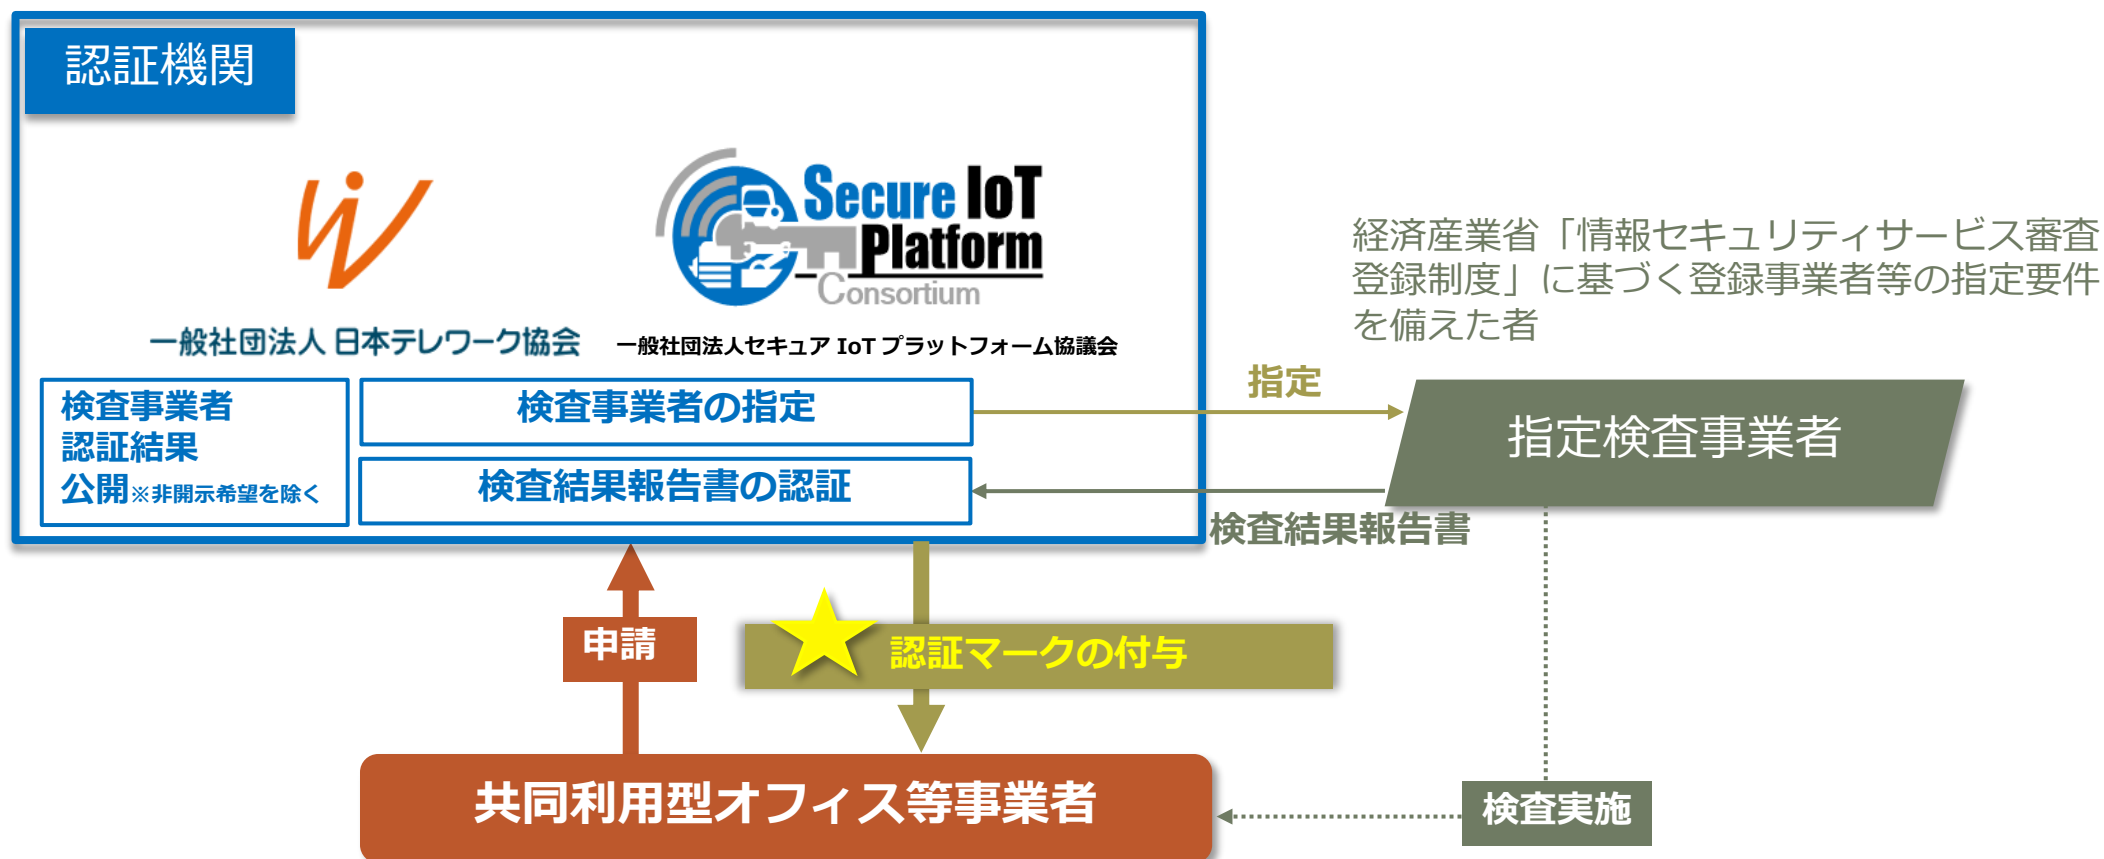 認証機関
Secure IoT
Platform
Consortium
一般社団法人 日本テレワーク協会
一般社団法人セキュア IoT プラットフォーム協議会
経済産業省「情報セキュリティサービス審査
登録制度」に基づく登録事業者等の指定要件
を備えた者
検査事業者
認証結果
公開※非開示希望を除く
検査事業者の指定
検査結果報告書の認証
指定
指定検査事業者
検査結果報告書
申請
認証マークの付与
共同利用型オフィス等事業者
検査実施